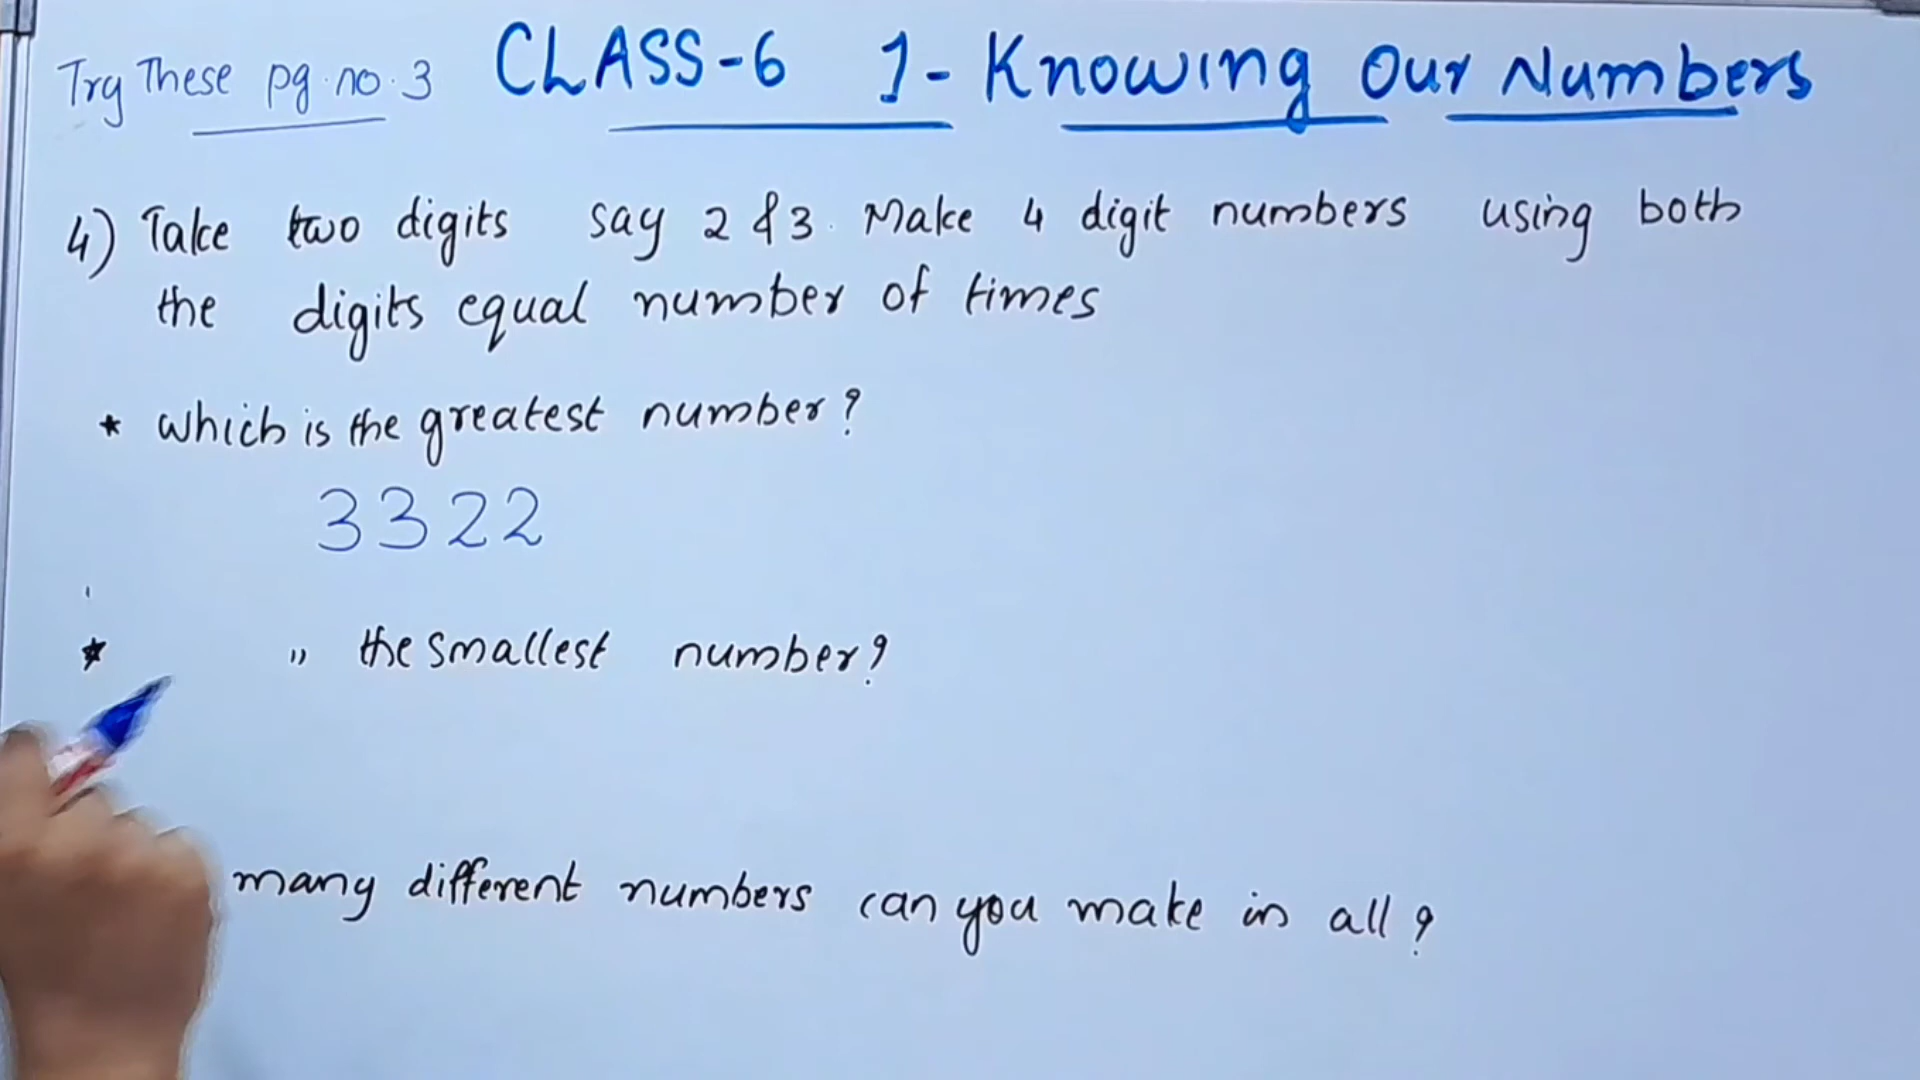 Try These pg.no.3 CLASS-6 1-Knowing Our Numbers
4) Take two digits say 2 & 3. Make 4 digit numbers using both
the digits equal number of times
* which is the greatest number?
3322
* " the smallest number?
many different numbers can you make in all?